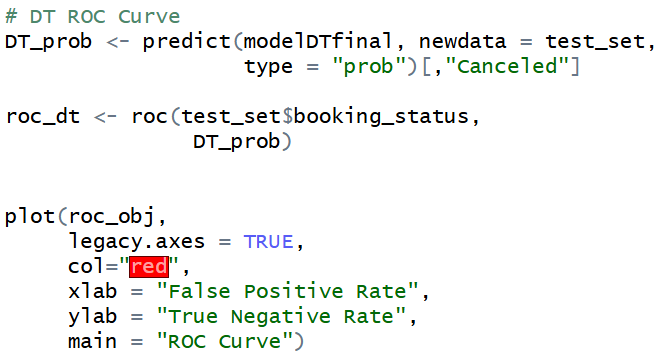 # DT ROC Curve
DT_prob <- predict(modelDTfinal, newdata = test_set,
                   type = "prob")[,"Canceled"]
roc_dt <- roc(test_set$booking_status,
              DT_prob)
plot(roc_obj,
     legacy.axes = TRUE,
     col="red",
     xlab = "False Positive Rate",
     ylab = "True Negative Rate",
     main = "ROC Curve")